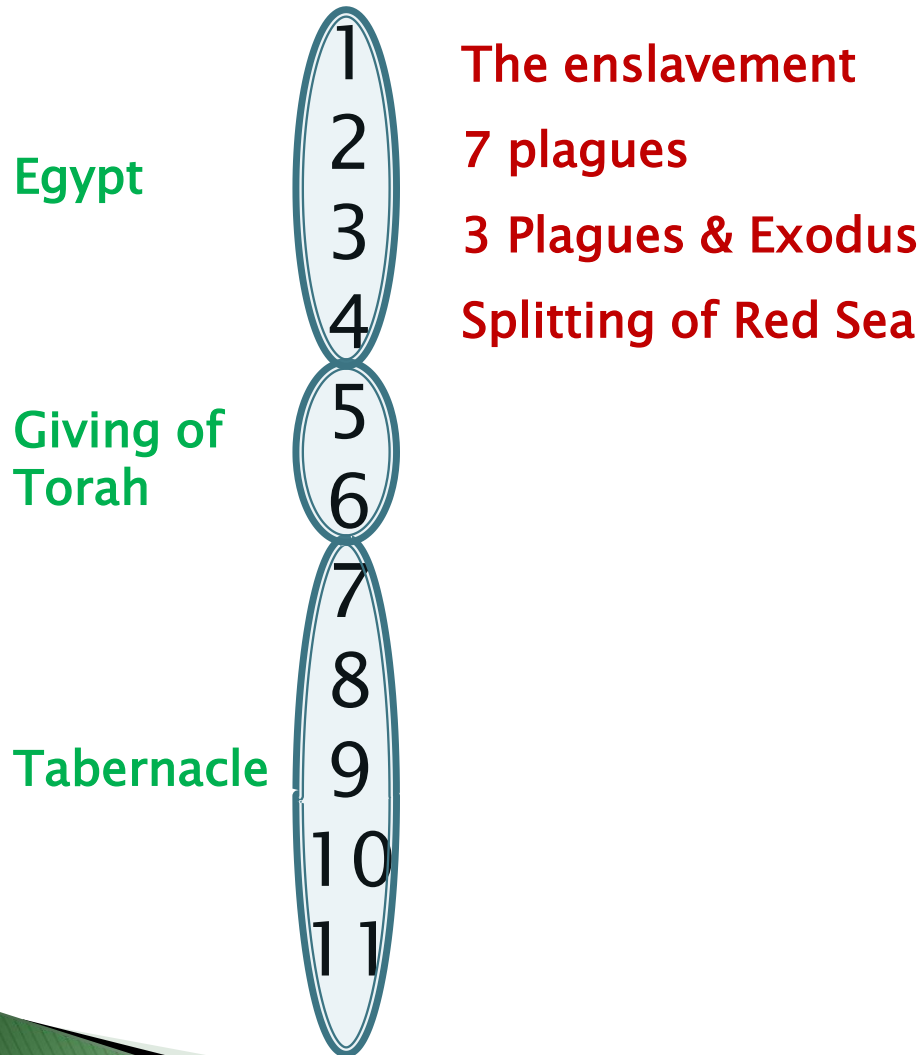 Egypt
Giving of
Torah
Tabernacle
1
2
3
4
5
6
7
8
9
10
11
The enslavement
7 plagues
3 Plagues & Exodus
Splitting of Red Sea